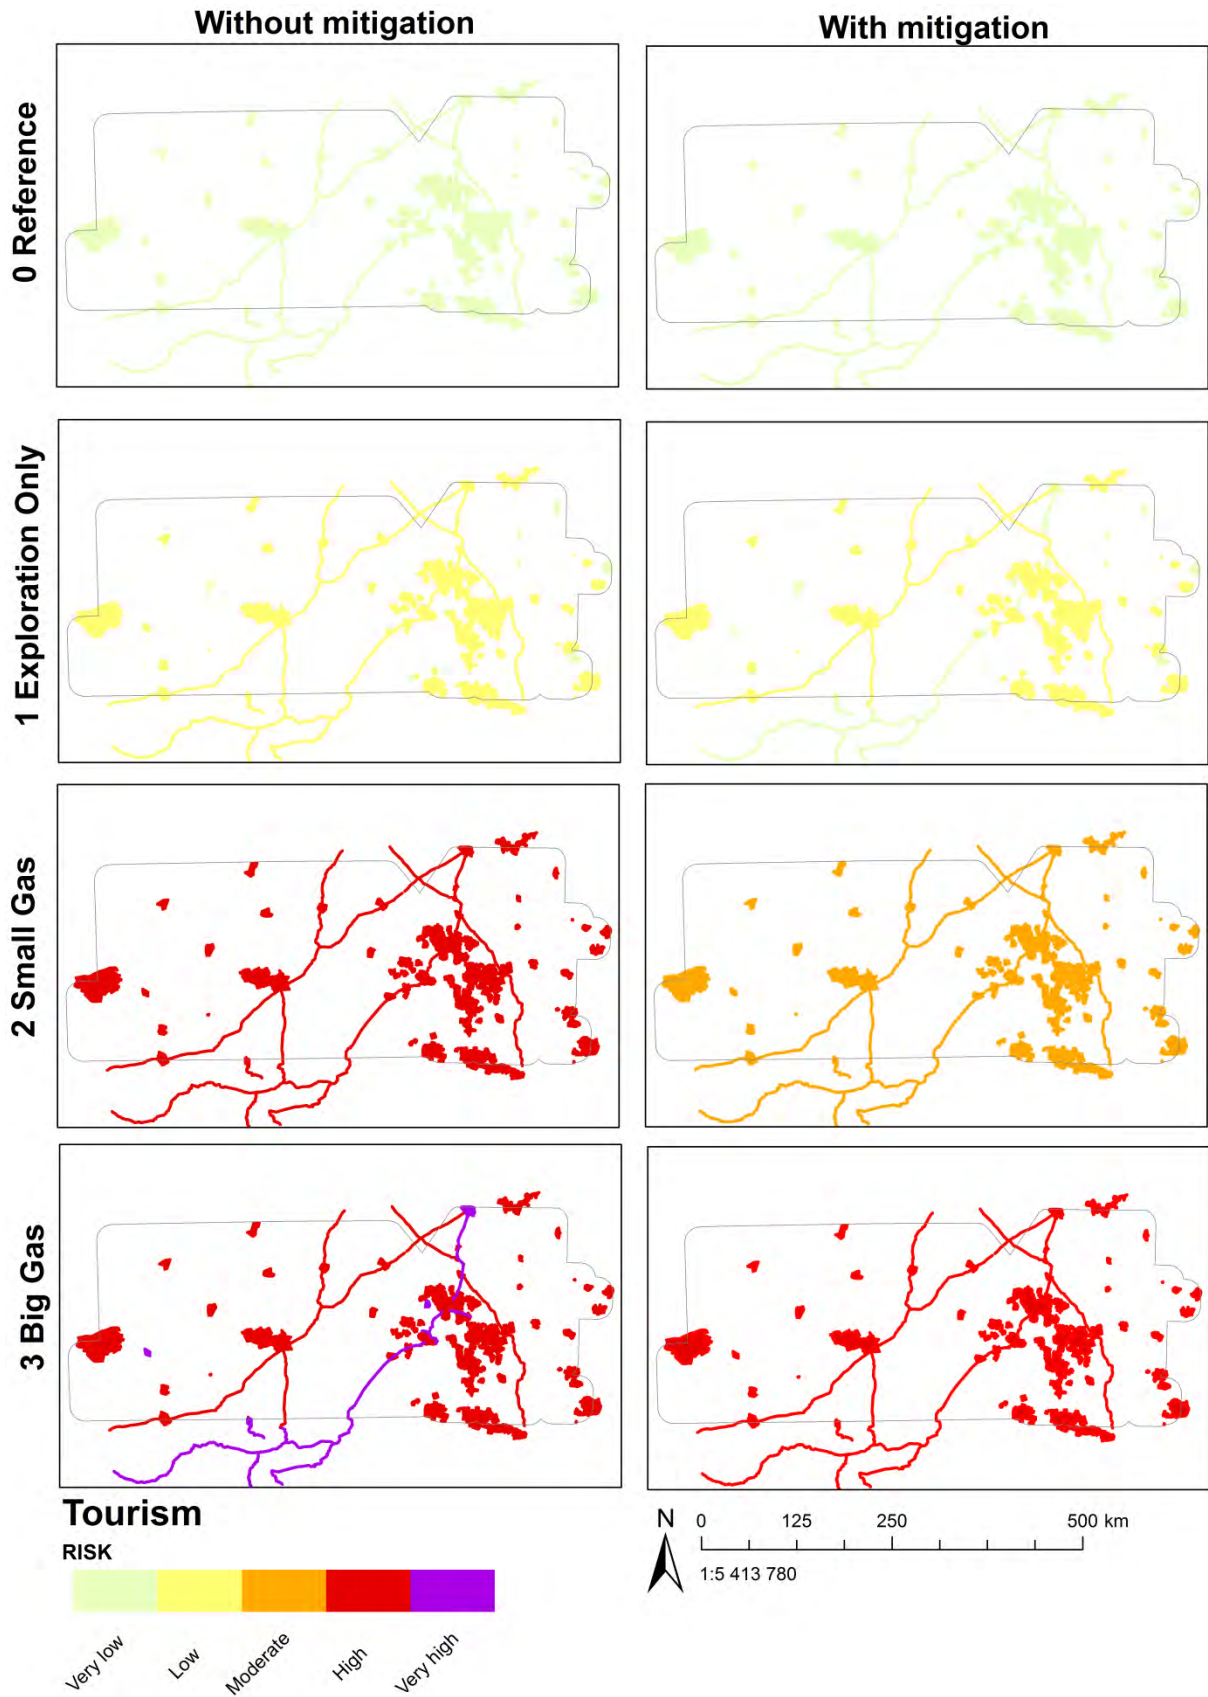 Without mitigation
With mitigation
0 Reference
1 Exploration Only
2 Small Gas
3 Big Gas
Tourism
RISK
Very low
Low
Moderate
High
Very high
N
0 125 250 500 km
1:5 413 780